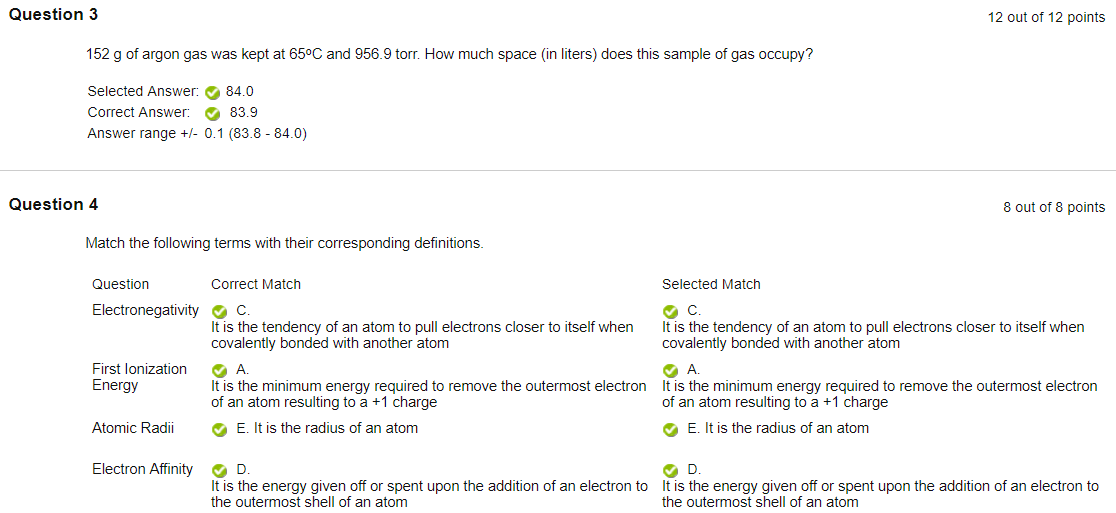 Question 3
12 out of 12 points
152 g of argon gas was kept at 65ºC and 956.9 torr. How much space (in liters) does this sample of gas occupy?
Selected Answer: 84.0
Correct Answer: 83.9
Answer range +/- 0.1 (83.8 - 84.0)
Question 4
8 out of 8 points
Match the following terms with their corresponding definitions.
Question Correct Match Selected Match
Electronegativity C. C.
It is the tendency of an atom to pull electrons closer to itself when It is the tendency of an atom to pull electrons closer to itself when
covalently bonded with another atom covalently bonded with another atom
First Ionization A. A.
Energy It is the minimum energy required to remove the outermost electron It is the minimum energy required to remove the outermost electron
of an atom resulting to a +1 charge of an atom resulting to a +1 charge
Atomic Radii E. It is the radius of an atom E. It is the radius of an atom
Electron Affinity D. D.
It is the energy given off or spent upon the addition of an electron to It is the energy given off or spent upon the addition of an electron to
the outermost shell of an atom the outermost shell of an atom